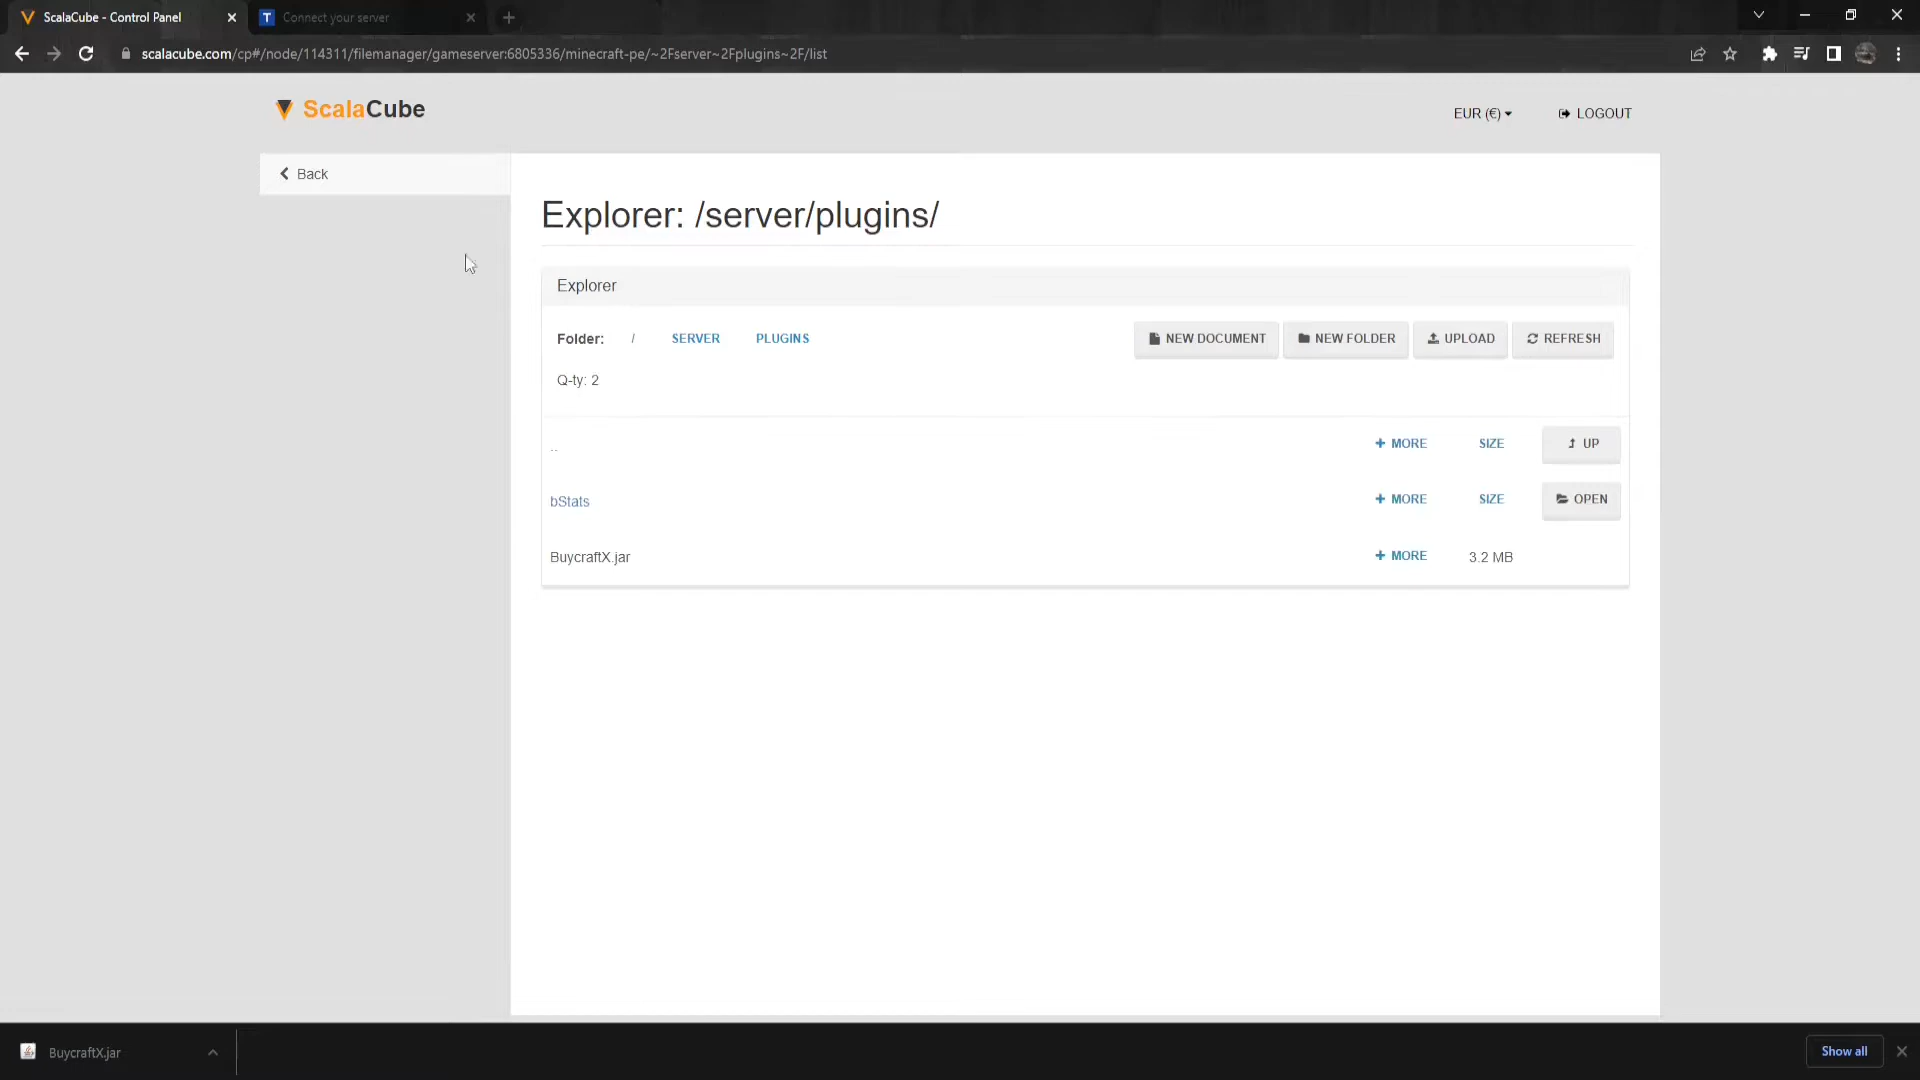 ScalaCube - Control Panel
Connect your server
scalacube.com/cp#/node/114311/filemanager/gameserver:6805336/minecraft-pe/~2Fserver~2Fplugins~2F/list
ScalaCube
EUR (€)
LOGOUT
Back
Explorer: /server/plugins/
Explorer
Folder: / SERVER PLUGINS
NEW DOCUMENT
NEW FOLDER
UPLOAD
REFRESH
Q-ty: 2
.. + MORE SIZE UP
bStats + MORE SIZE OPEN
BuycraftX.jar + MORE 3.2 MB
BuycraftX.jar
Show all